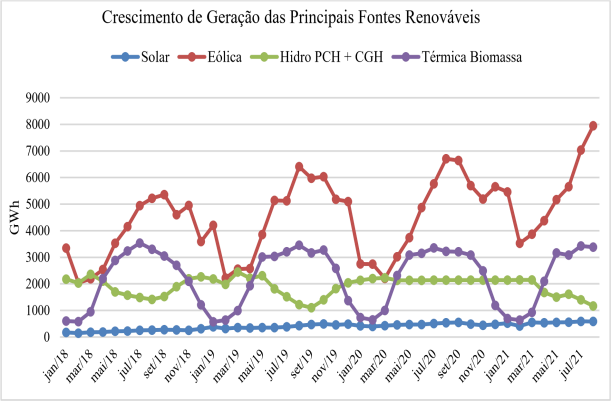 Crescimento de Geração das Principais Fontes Renováveis
Solar Eólica Hidro PCH + CGH Térmica Biomassa
9000
8000
7000
6000
5000
4000
3000
2000
1000
0
GWh
jan/18 mar/18 mai/18 jul/18 set/18 nov/18 jan/19 mar/19 mai/19 jul/19 set/19 nov/19 jan/20 mar/20 mai/20 jul/20 set/20 nov/20 jan/21 mar/21 mai/21 jul/21